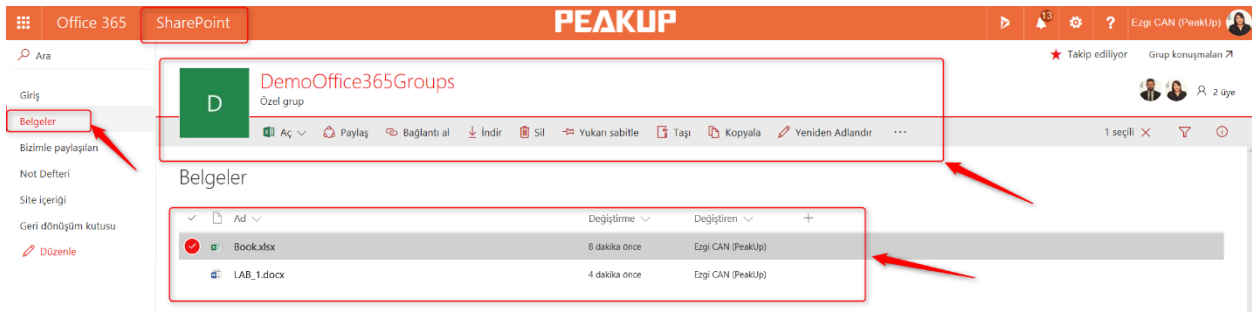 Office 365 SharePoint PEAKUP 13 ? Ezgi CAN (PeakUp)
Ara
Takip ediliyor Grup konuşmaları
D
DemoOffice365Groups
Özel grup
2 üye
Giriş
Belgeler
Bizimle paylaşılan
Not Defteri
Site içeriği
Geri dönüşüm kutusu
Düzenle
Aç Paylaş Bağlantı al İndir Sil Yukarı sabitle Taşı Kopyala Yeniden Adlandır ... 1 seçili
Belgeler
Ad Değiştirme Değiştiren +
Book.xlsx 8 dakika önce Ezgi CAN (PeakUp)
LAB_1.docx 4 dakika önce Ezgi CAN (PeakUp)